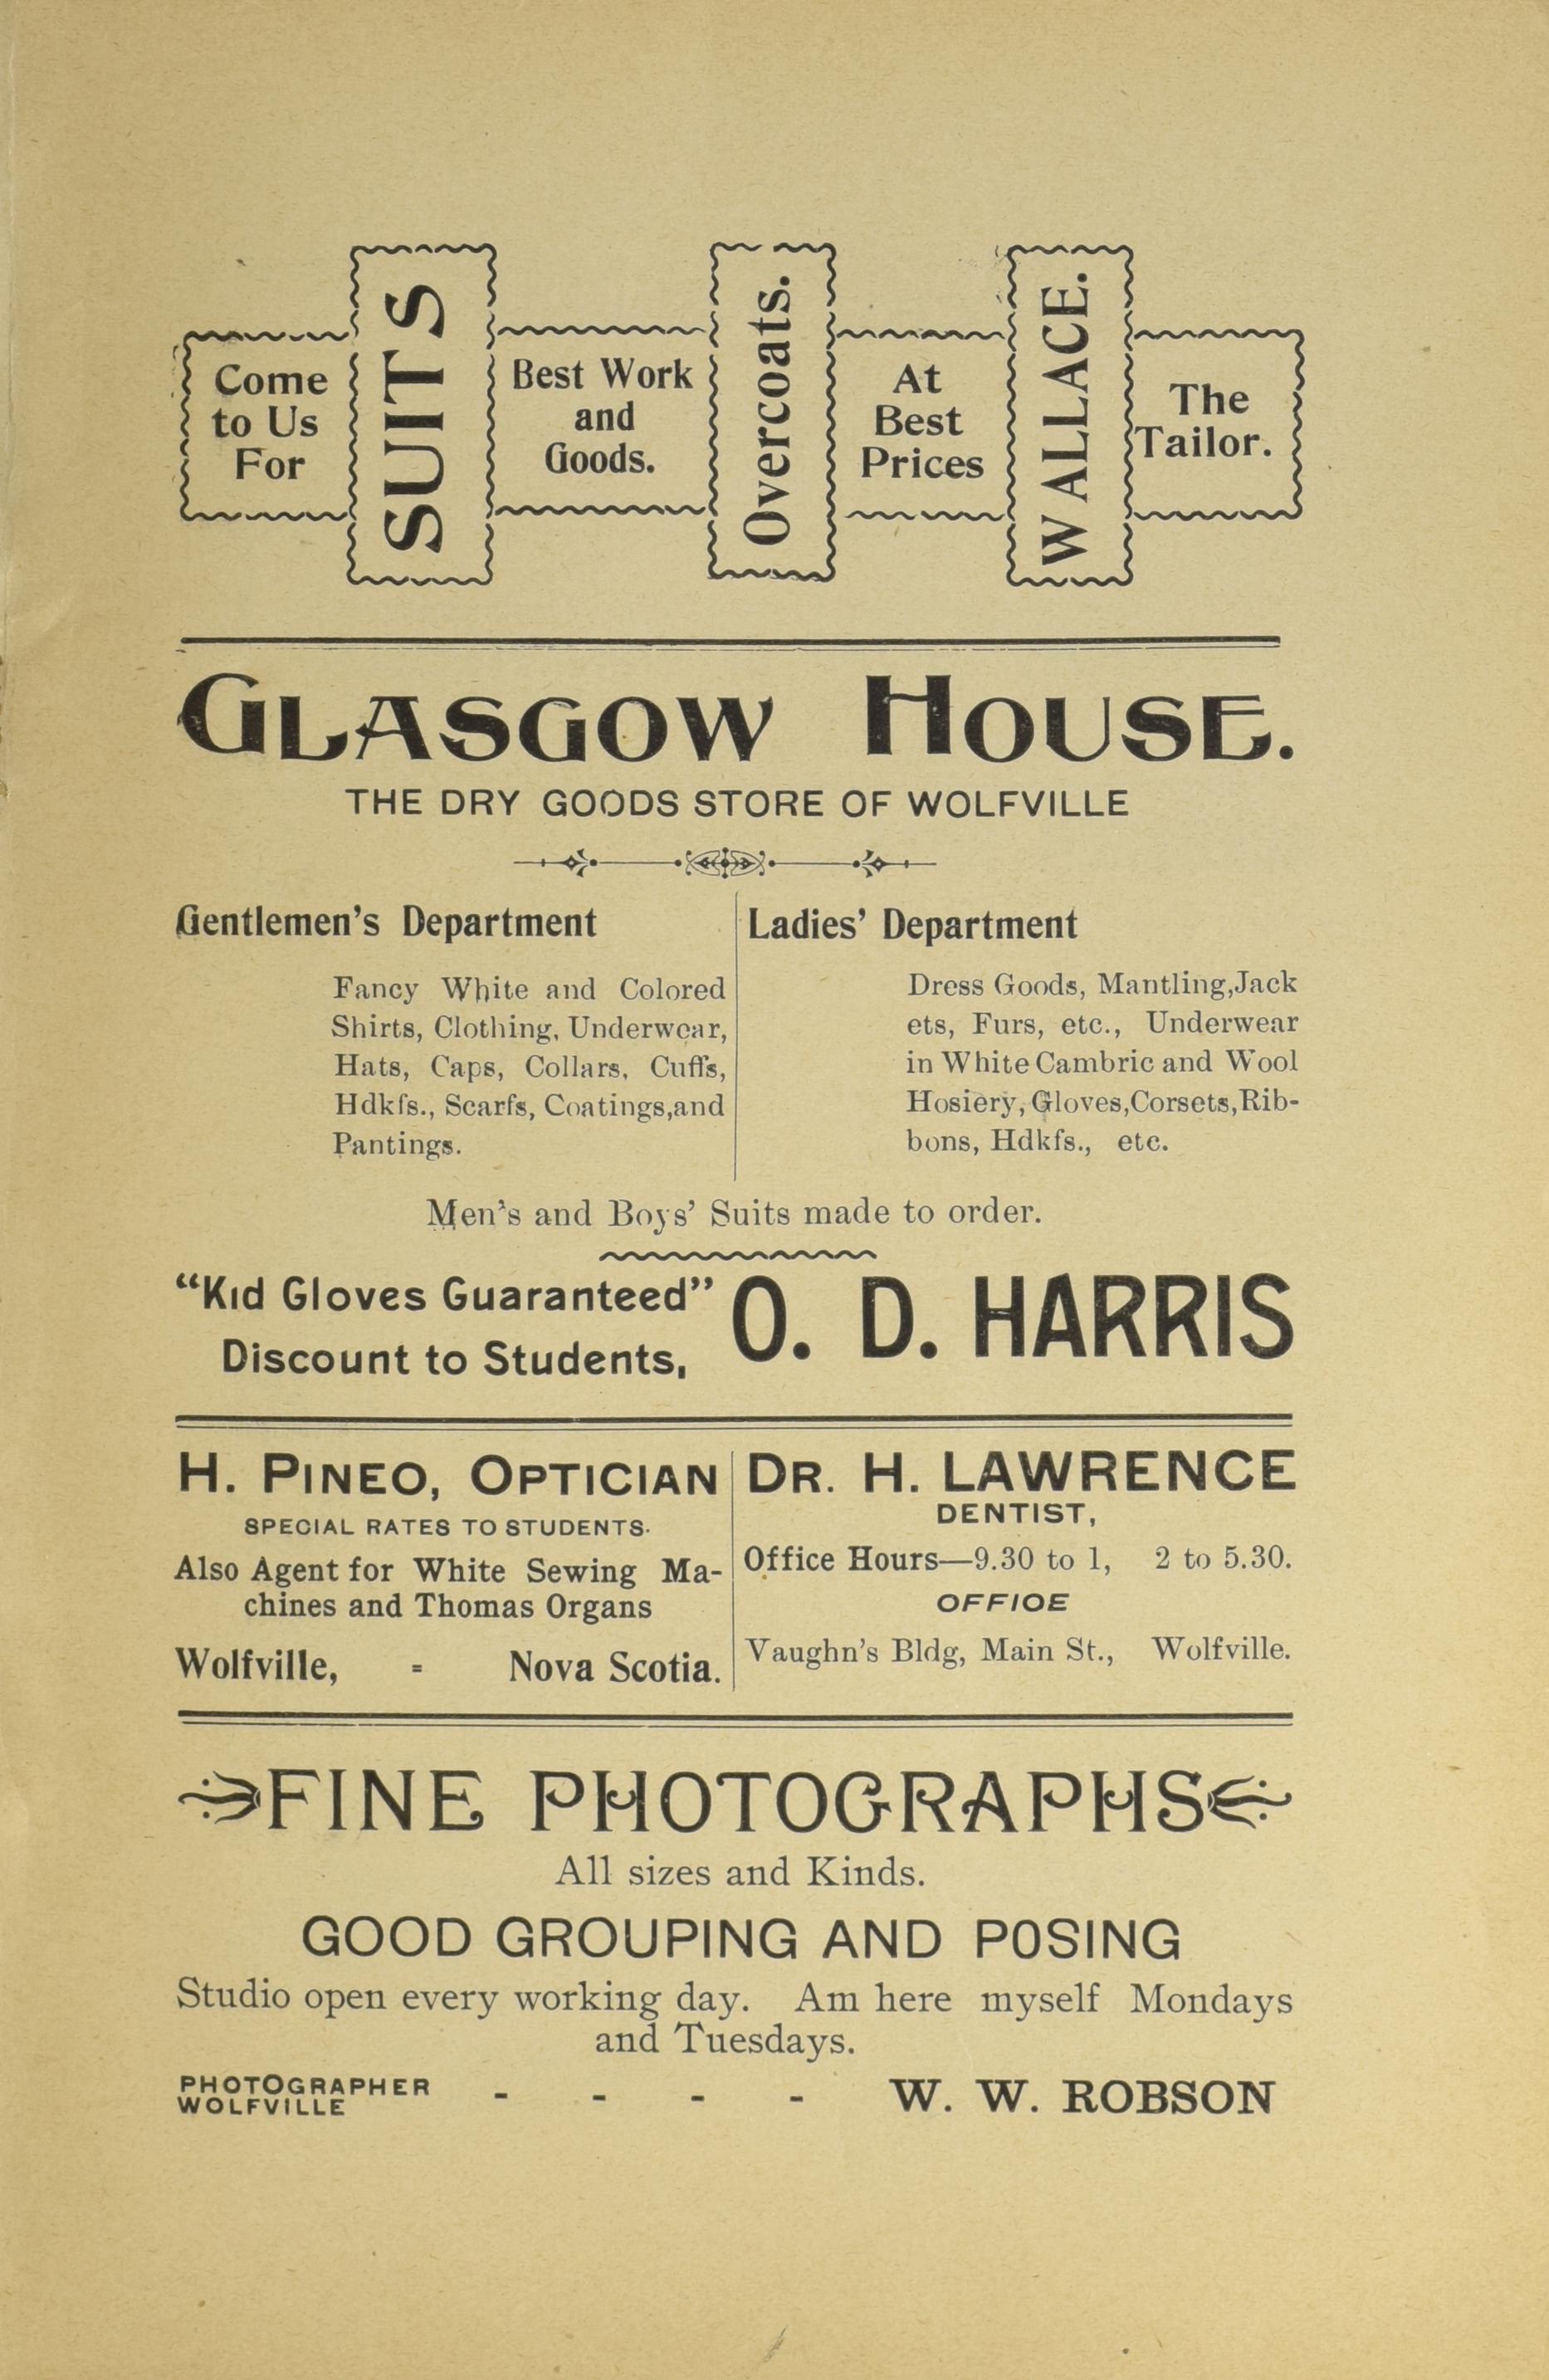 Come
to Us
For
SUITS
Best Work
and
Goods.
Overcoats.
At
Best
Prices
WALLACE.
The
Tailor.
GLASGOW HOUSE.
THE DRY GOODS STORE OF WOLFVILLE
Gentlemen's Department
Fancy White and Colored
Shirts, Clothing, Underwear,
Hats, Caps, Collars, Cuffs,
Hdkfs., Scarfs, Coatings,and
Pantings.
Ladies' Department
Dress Goods, Mantling,Jack
ets, Furs, etc., Underwear
in White Cambric and Wool
Hosiery, Gloves,Corsets,Rib-
bons, Hdkfs., etc.
Men's and Boys' Suits made to order.
"Kid Gloves Guaranteed"
Discount to Students,
O. D. HARRIS
H. PINEO, OPTICIAN
SPECIAL RATES TO STUDENTS.
Also Agent for White Sewing Ma-
chines and Thomas Organs
Wolfville, - Nova Scotia.
DR. H. LAWRENCE
DENTIST,
Office Hours—9.30 to 1, 2 to 5.30.
OFFIOE
Vaughn's Bldg, Main St., Wolfville.
FINE PHOTOGRAPHS
All sizes and Kinds.
GOOD GROUPING AND POSING
Studio open every working day. Am here myself Mondays
and Tuesdays.
PHOTOGRAPHER
WOLFVILLE
- - - - W. W. ROBSON